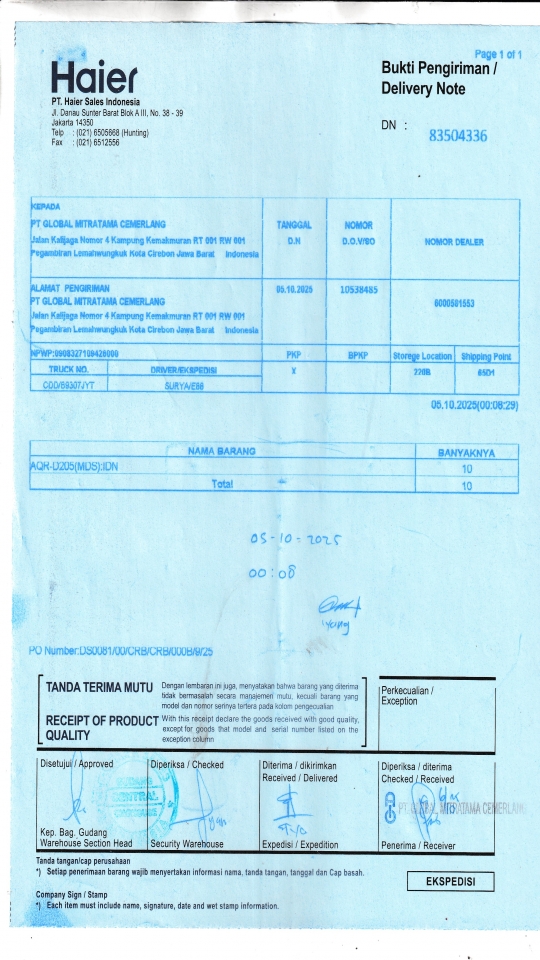 Page 1 of 1
Haier
PT. Haier Sales Indonesia
Jl. Danau Sunter Barat Blok A III, No. 38 - 39
Jakarta 14350
Telp : (021) 6505668 (Hunting)
Fax : (021) 6512556
Bukti Pengiriman /
Delivery Note
DN :
83504336
KEPADA
PT GLOBAL MITRATAMA CEMERLANG
Jalan Kalijaga Nomor 4 Kampung Kemakmuran RT 001 RW 001
Pegambiran Lemahwungkuk Kota Cirebon Jawa Barat Indonesia
TANGGAL
D.N
NOMOR
D.O.V/SO
NOMOR DEALER
ALAMAT PENGIRIMAN
PT GLOBAL MITRATAMA CEMERLANG
Jalan Kalijaga Nomor 4 Kampung Kemakmuran RT 001 RW 001
Pegambiran Lemahwungkuk Kota Cirebon Jawa Barat Indonesia
05.10.2025
10538485
6000501553
NPWP:0908327109426000
PKP
BPKP
Storege Location
Shipping Point
TRUCK NO.
DRIVER/EKSPEDISI
X
220B
65D1
CDD/B9307/YT
SURYA/E88
05.10.2025(00:08:29)
NAMA BARANG
BANYAKNYA
AQR-D205(MDS):IDN
10
Total
10
05-10-2025
00:08
PO Number:DS0081/00/CRB/CRB/000B/9/25
TANDA TERIMA MUTU
Dengan lembaran ini juga, menyatakan bahwa barang yang diterima
tidak bermasalah secara manajemen mutu, kecuali barang yang
model dan nomor serinya tertera pada kolom pengecualian
RECEIPT OF PRODUCT
QUALITY
With this receipt declare the goods received with good quality,
except for goods that model and serial number listed on the
exception column
Perkecualian /
Exception
Disetujui / Approved
Diperiksa / Checked
Diterima / dikirimkan
Received / Delivered
Diperiksa / diterima
Checked / Received
CENTRAL
PT. GLOBAL MITRATAMA CEMERLANG
Kep. Bag. Gudang
Warehouse Section Head
Security Warehouse
Expedisi / Expedition
Penerima / Receiver
Tanda tangan/cap perusahaan
*) Setiap penerimaan barang wajib menyertakan informasi nama, tanda tangan, tanggal dan Cap basah.
EKSPEDISI
Company Sign / Stamp
*) Each item must include name, signature, date and wet stamp information.